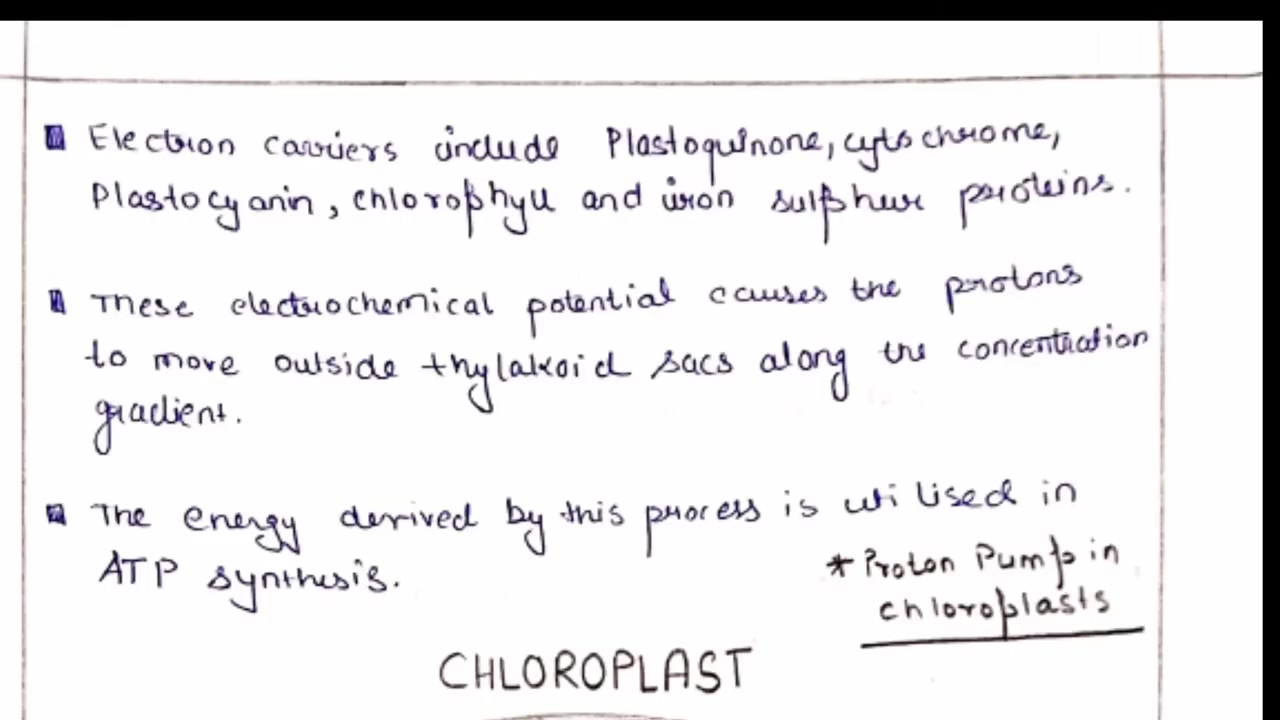 Electron carriers include Plastoquinone, cytochrome,
Plastocyanin, chlorophyll and iron sulphur proteins.
These electrochemical potential causes the protons
to move outside thylakoid sacs along the concentration
gradient.
The energy derived by this process is utilised in
ATP synthesis.
* Proton Pump in
chloroplasts
CHLOROPLAST